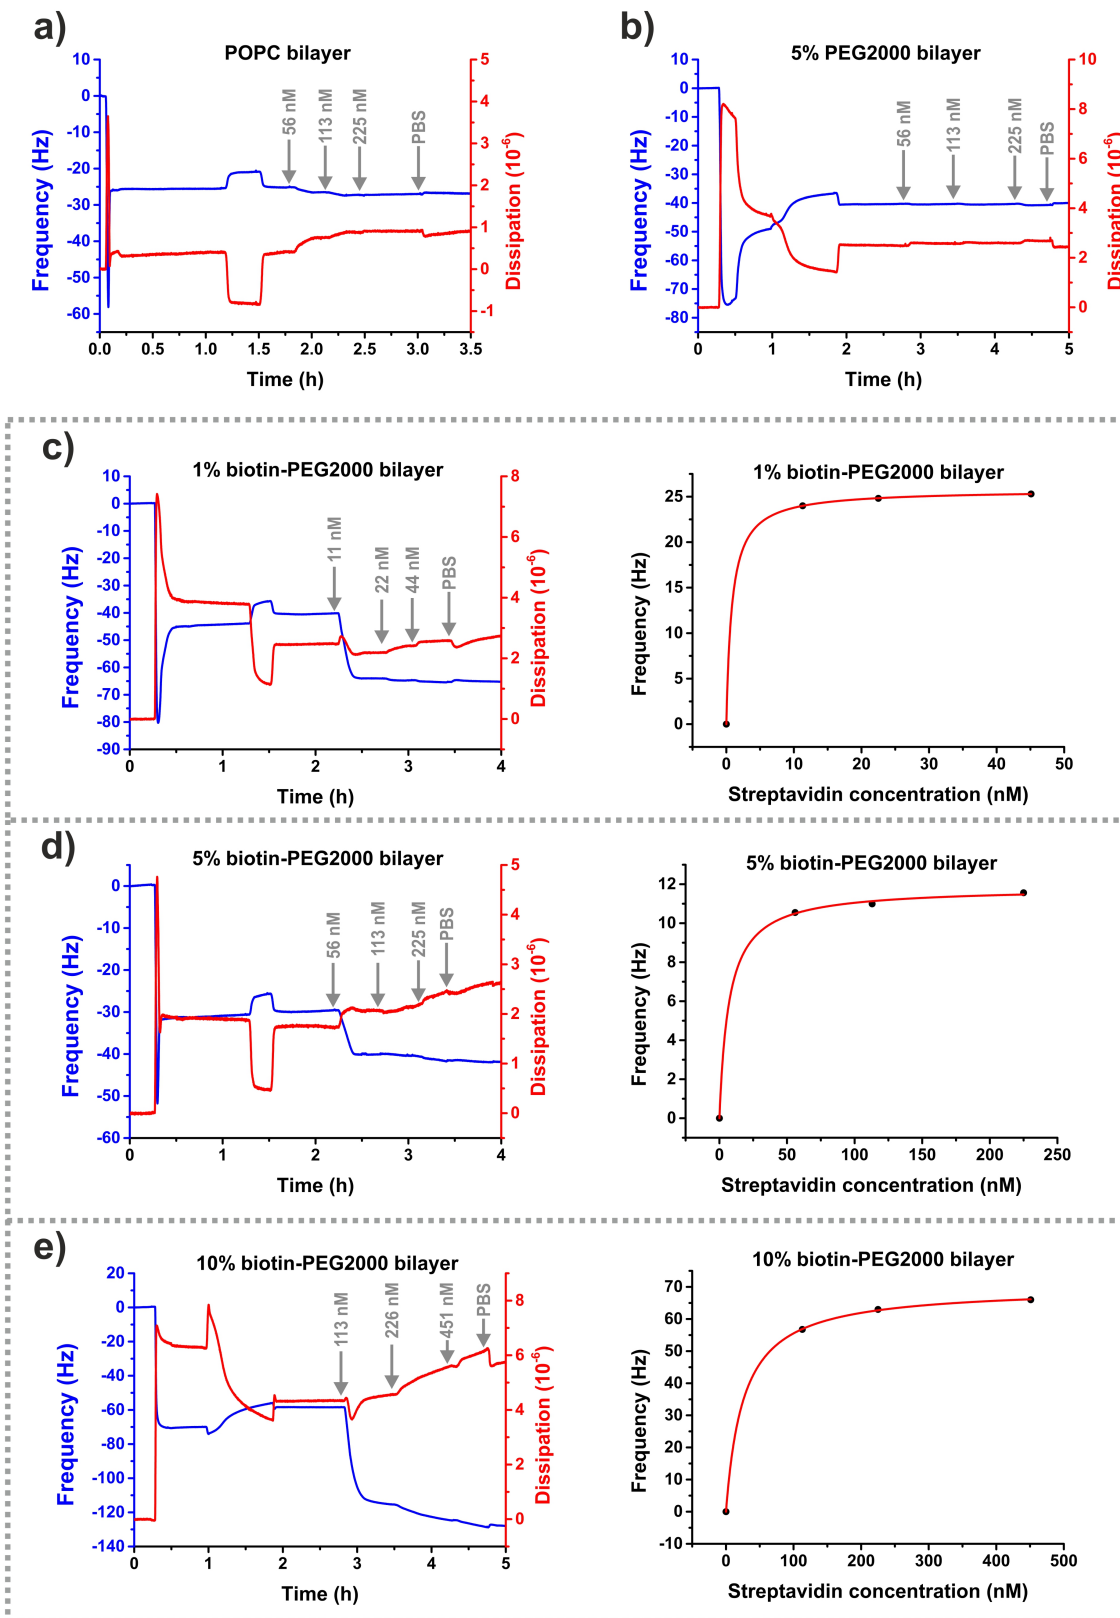 a)
POPC bilayer
10
0
-10
-20
-30
-40
-50
-60
Frequency (Hz)
56 nM
113 nM
225 nM
PBS
5
4
3
2
1
0
-1
Dissipation (10-6)
0.0 0.5 1.0 1.5 2.0 2.5 3.0 3.5
Time (h)
b)
5% PEG2000 bilayer
10
0
-10
-20
-30
-40
-50
-60
-70
-80
Frequency (Hz)
56 nM
113 nM
225 nM
PBS
10
8
6
4
2
0
Dissipation (10-6)
0 1 2 3 4 5
Time (h)
c)
1% biotin-PEG2000 bilayer
10
0
-10
-20
-30
-40
-50
-60
-70
-80
-90
Frequency (Hz)
11 nM
22 nM
44 nM
PBS
8
6
4
2
0
Dissipation (10-6)
0 1 2 3 4
Time (h)
1% biotin-PEG2000 bilayer
25
20
15
10
5
0
Frequency (Hz)
0 10 20 30 40 50
Streptavidin concentration (nM)
d)
5% biotin-PEG2000 bilayer
0
-10
-20
-30
-40
-50
-60
Frequency (Hz)
56 nM
113 nM
225 nM
PBS
5
4
3
2
1
0
Dissipation (10-6)
0 1 2 3 4
Time (h)
5% biotin-PEG2000 bilayer
12
10
8
6
4
2
0
Frequency (Hz)
0 50 100 150 200 250
Streptavidin concentration (nM)
e)
10% biotin-PEG2000 bilayer
20
0
-20
-40
-60
-80
-100
-120
-140
Frequency (Hz)
113 nM
226 nM
451 nM
PBS
8
6
4
2
0
Dissipation (10-6)
0 1 2 3 4 5
Time (h)
10% biotin-PEG2000 bilayer
70
60
50
40
30
20
10
0
-10
Frequency (Hz)
0 100 200 300 400 500
Streptavidin concentration (nM)